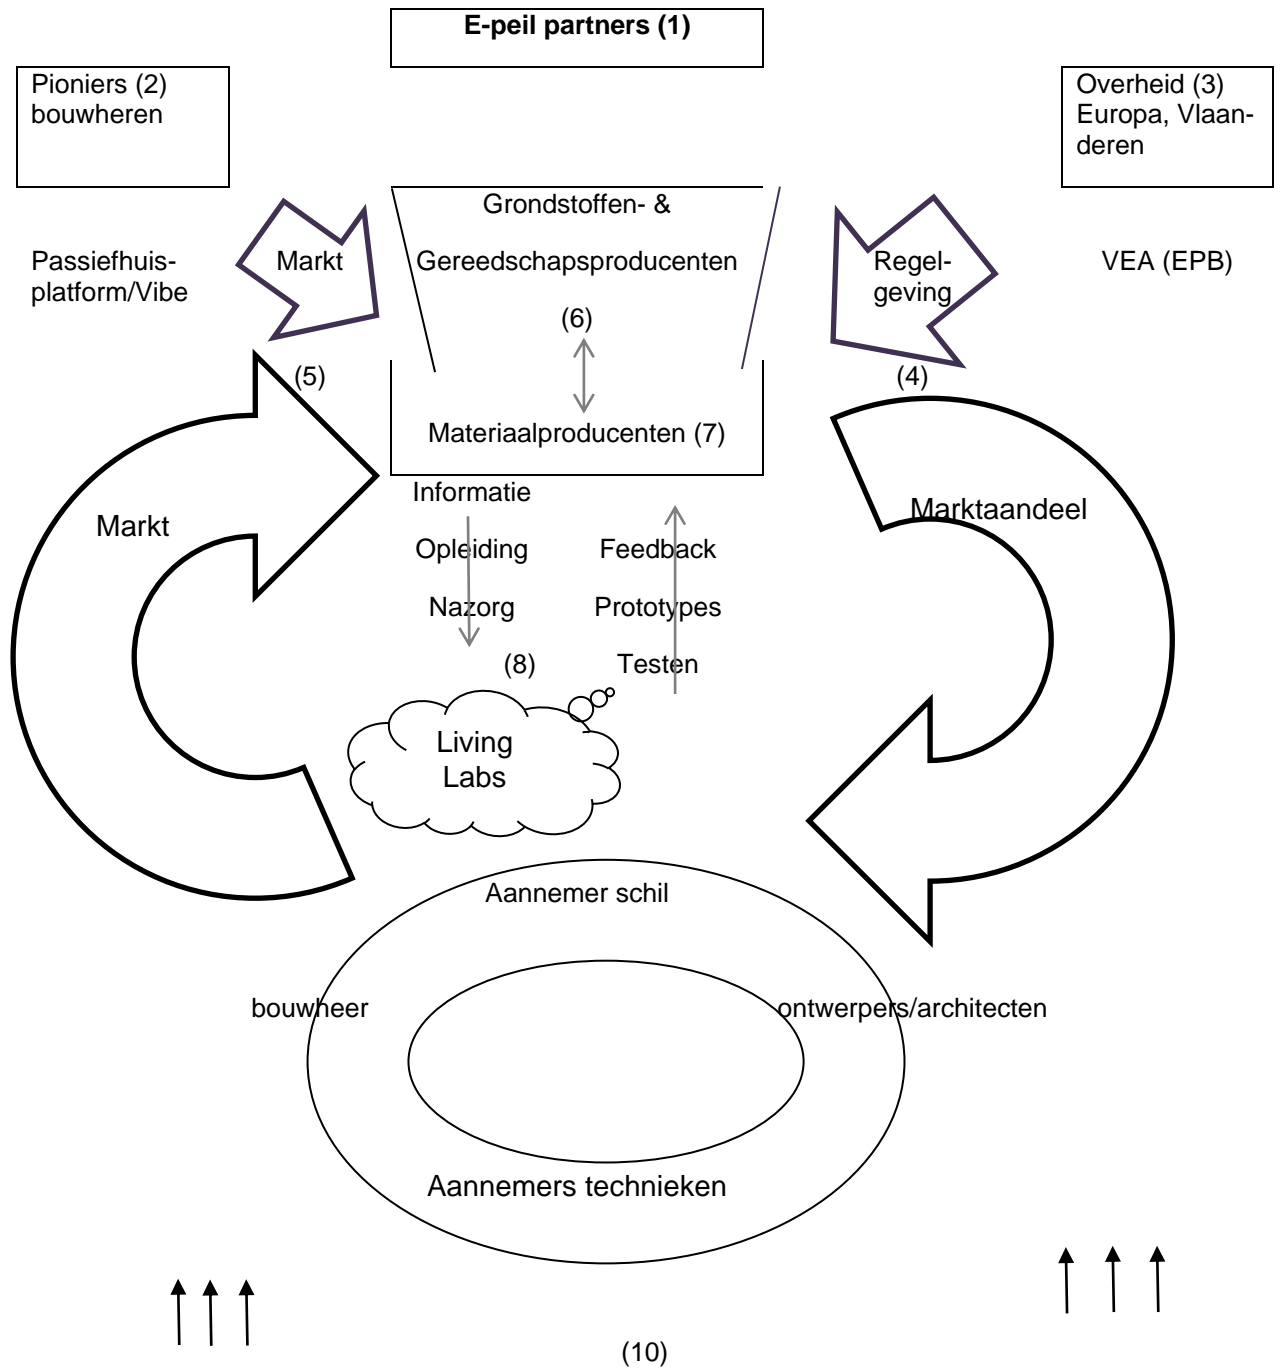 E-peil partners (1)
Pioniers (2)
bouwheren
Overheid (3)
Europa, Vlaan-
deren
Grondstoffen- &
Gereedschapsproducenten
(6)
Passiefhuis-
platform/Vibe
Markt
Regel-
geving
VEA (EPB)
(5)
(4)
Materiaalproducenten (7)
Informatie
Opleiding
Nazorg
Feedback
Prototypes
Testen
Markt
Marktaandeel
(8)
Living
Labs
Aannemer schil
bouwheer
ontwerpers/architecten
Aannemers technieken
(10)